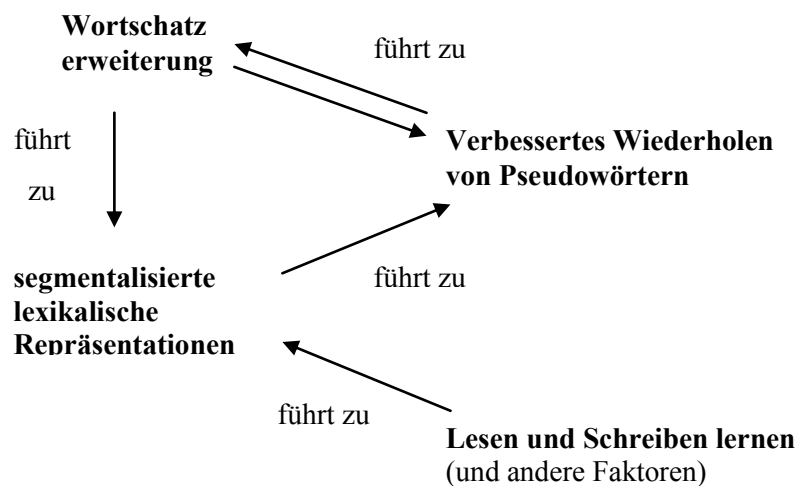 Wortschatz
erweiterung
führt zu
führt
zu
Verbessertes Wiederholen
von Pseudowörtern
segmentalisierte
lexikalische
Repräsentationen
führt zu
führt zu
Lesen und Schreiben lernen
(und andere Faktoren)